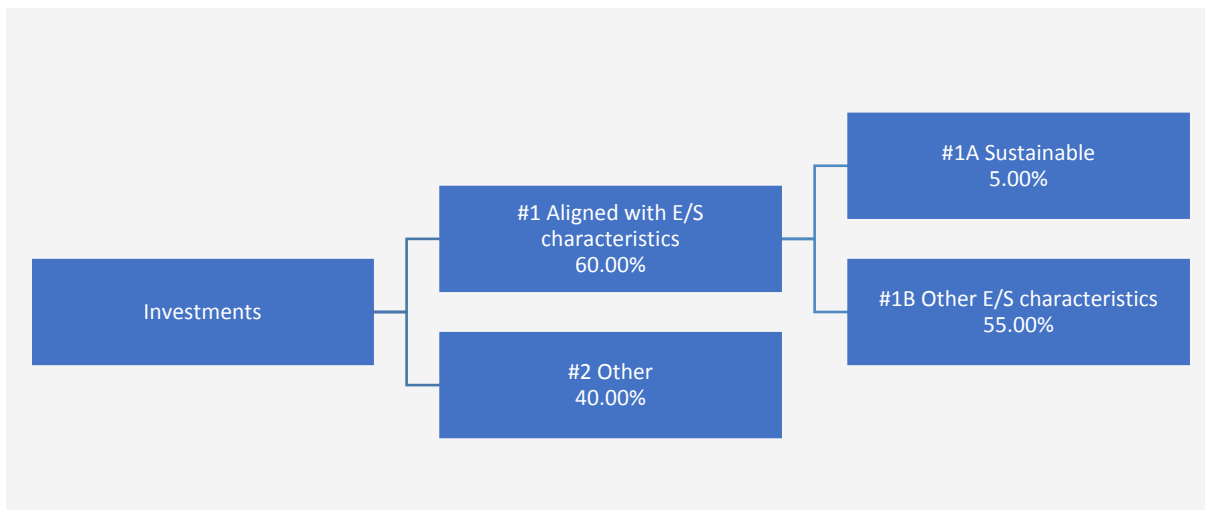 Investments
#1 Aligned with E/S
characteristics
60.00%
#2 Other
40.00%
#1A Sustainable
5.00%
#1B Other E/S characteristics
55.00%